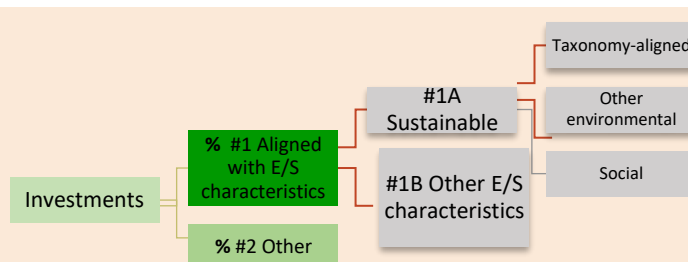 Taxonomy-aligned
#1A
Sustainable
Other
environmental
% #1 Aligned
with E/S
characteristics
#1B Other E/S
characteristics
Social
Investments
% #2 Other